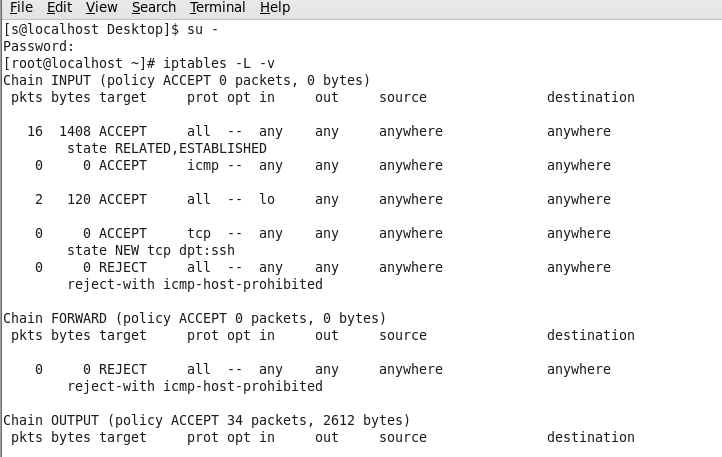 File Edit View Search Terminal Help
[s@localhost Desktop]$ su -
Password:
[root@localhost ~]# iptables -L -v
Chain INPUT (policy ACCEPT 0 packets, 0 bytes)
 pkts bytes target     prot opt in     out     source               destination
   16  1408 ACCEPT     all  --  any    any     anywhere             anywhere
        state RELATED,ESTABLISHED
    0     0 ACCEPT     icmp --  any    any     anywhere             anywhere
    2   120 ACCEPT     all  --  lo     any     anywhere             anywhere
    0     0 ACCEPT     tcp  --  any    any     anywhere             anywhere
        state NEW tcp dpt:ssh
    0     0 REJECT     all  --  any    any     anywhere             anywhere
        reject-with icmp-host-prohibited
Chain FORWARD (policy ACCEPT 0 packets, 0 bytes)
 pkts bytes target     prot opt in     out     source               destination
    0     0 REJECT     all  --  any    any     anywhere             anywhere
        reject-with icmp-host-prohibited
Chain OUTPUT (policy ACCEPT 34 packets, 2612 bytes)
 pkts bytes target     prot opt in     out     source               destination